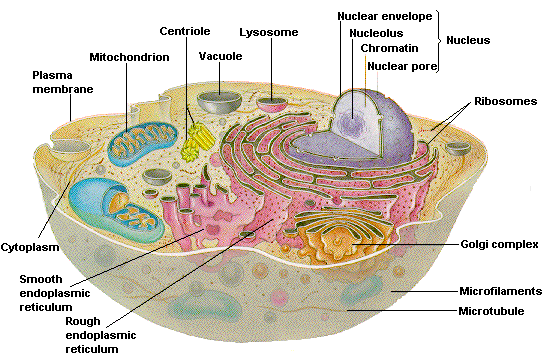 Nuclear envelope
Nucleolus
Chromatin
Nuclear pore
Nucleus
Centriole
Lysosome
Vacuole
Mitochondrion
Plasma
membrane
Ribosomes
Cytoplasm
Golgi complex
Smooth
endoplasmic
reticulum
Rough
endoplasmic
reticulum
Microfilaments
Microtubule